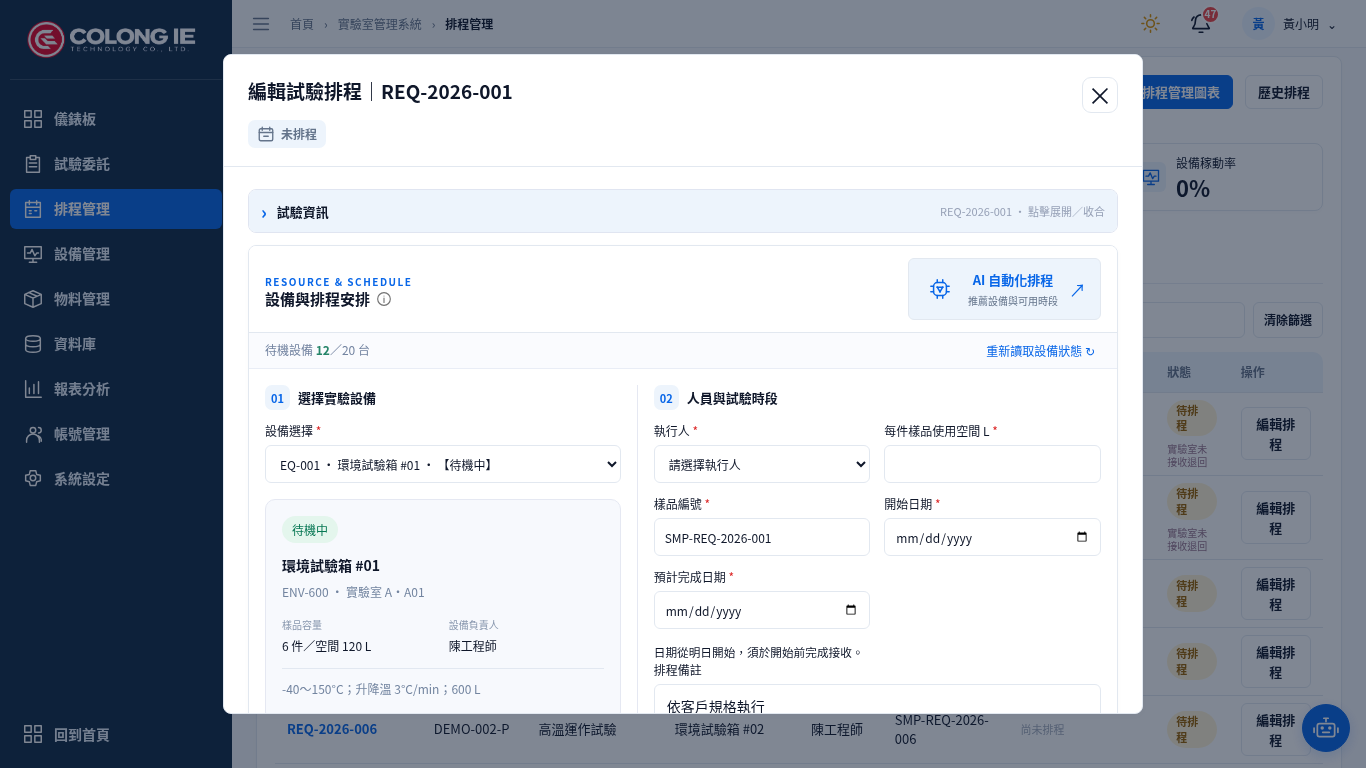 COLONG IE
TECHNOLOGY CO., LTD.
儀錶板
試驗委託
排程管理
設備管理
物料管理
資料庫
報表分析
帳號管理
系統設定
回到首頁
首頁 › 實驗室管理系統 › 排程管理
47
黃 黃小明
排程管理圖表
歷史排程
設備稼動率
0%
清除篩選
狀態 操作
編輯試驗排程｜REQ-2026-001
未排程
› 試驗資訊
REQ-2026-001 · 點擊展開／收合
RESOURCE & SCHEDULE
設備與排程安排
AI 自動化排程
推薦設備與可用時段
待機設備 12／20 台
重新讀取設備狀態 ↻
01 選擇實驗設備
設備選擇 *
EQ-001 · 環境試驗箱 #01 · 【待機中】
待機中
環境試驗箱 #01
ENV-600 · 實驗室 A · A01
樣品容量
6 件／空間 120 L
設備負責人
陳工程師
-40～150°C；升降溫 3°C/min；600 L
02 人員與試驗時段
執行人 *
請選擇執行人
每件樣品使用空間 L *
樣品編號 *
SMP-REQ-2026-001
開始日期 *
mm/dd/yyyy
預計完成日期 *
mm/dd/yyyy
日期從明日開始，須於開始前完成接收。
排程備註
依客戶規格執行
待排
程
實驗室未
接收退回
編輯排
程
待排
程
實驗室未
接收退回
編輯排
程
待排
程
編輯排
程
待排
程
編輯排
程
REQ-2026-006
DEMO-002-P
高溫運作試驗
環境試驗箱 #02
陳工程師
SMP-REQ-2026-
006
尚未排程
待排
程
編輯排
程